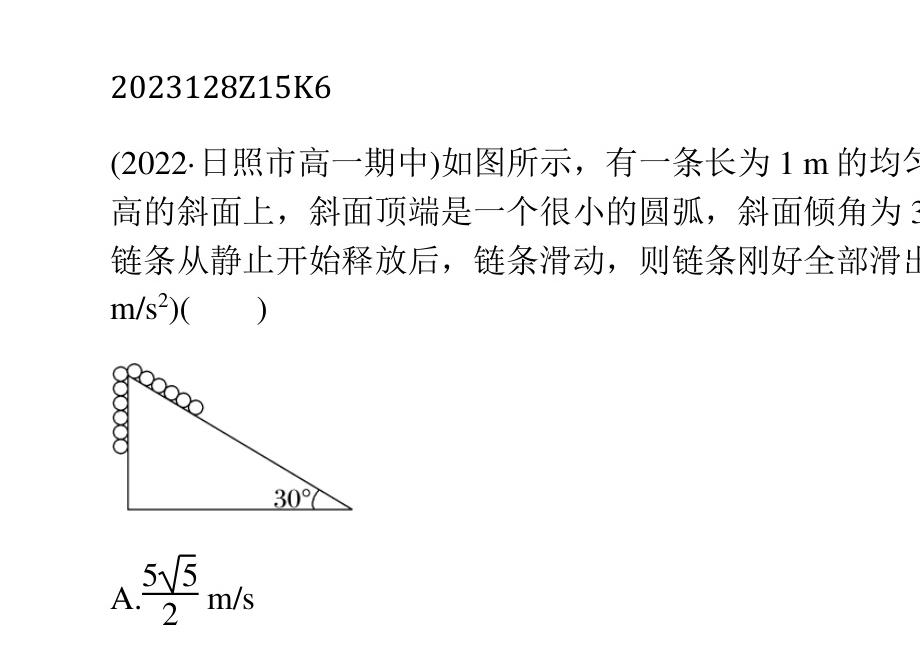 2023128Z15K6
(2022·日照市高一期中)如图所示，有一条长为 1 m 的均匀
高的斜面上，斜面顶端是一个很小的圆弧，斜面倾角为 3
链条从静止开始释放后，链条滑动，则链条刚好全部滑出
m/s²)(　　)
30°
A. 5√5/2 m/s